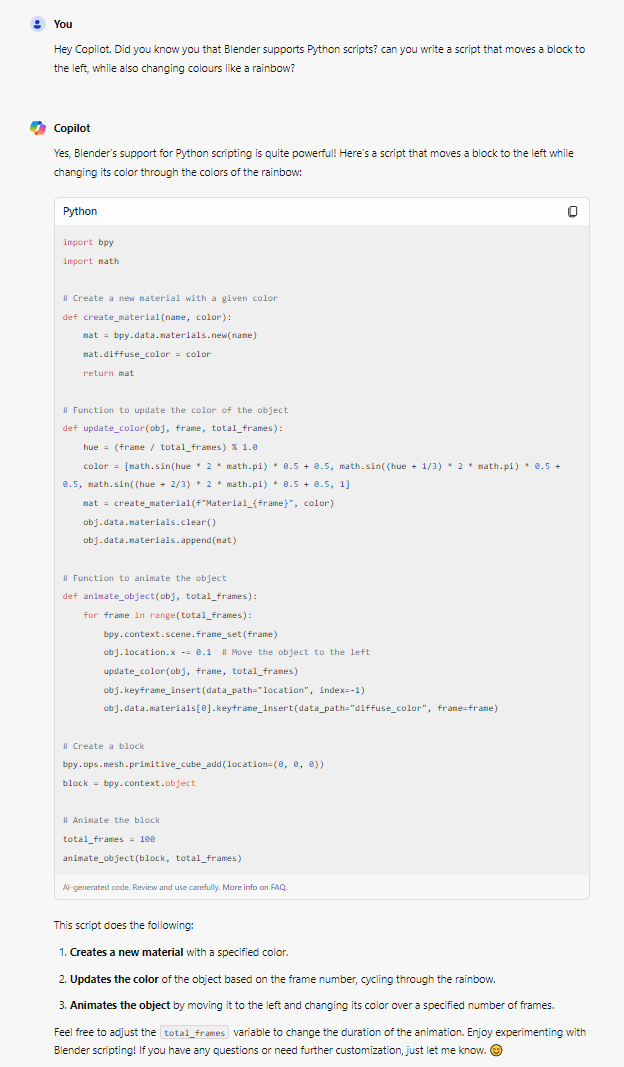 You
Hey Copilot. Did you know you that Blender supports Python scripts? can you write a script that moves a block to
the left, while also changing colours like a rainbow?
Copilot
Yes, Blender's support for Python scripting is quite powerful! Here's a script that moves a block to the left while
changing its color through the colors of the rainbow:
Python
import bpy
import math
# Create a new material with a given color
def create_material(name, color):
    mat = bpy.data.materials.new(name)
    mat.diffuse_color = color
    return mat
# Function to update the color of the object
def update_color(obj, frame, total_frames):
    hue = (frame / total_frames) % 1.0
    color = [math.sin(hue * 2 * math.pi) * 0.5 + 0.5, math.sin((hue + 1/3) * 2 * math.pi) * 0.5 +
0.5, math.sin((hue + 2/3) * 2 * math.pi) * 0.5 + 0.5, 1]
    mat = create_material(f"Material_{frame}", color)
    obj.data.materials.clear()
    obj.data.materials.append(mat)
# Function to animate the object
def animate_object(obj, total_frames):
    for frame in range(total_frames):
        bpy.context.scene.frame_set(frame)
        obj.location.x -= 0.1  # Move the object to the left
        update_color(obj, frame, total_frames)
        obj.keyframe_insert(data_path="location", index=-1)
        obj.data.materials[0].keyframe_insert(data_path="diffuse_color", frame=frame)
# Create a block
bpy.ops.mesh.primitive_cube_add(location=(0, 0, 0))
block = bpy.context.object
# Animate the block
total_frames = 100
animate_object(block, total_frames)
AI-generated code. Review and use carefully. More info on FAQ.
This script does the following:
1. Creates a new material with a specified color.
2. Updates the color of the object based on the frame number, cycling through the rainbow.
3. Animates the object by moving it to the left and changing its color over a specified number of frames.
Feel free to adjust the total_frames variable to change the duration of the animation. Enjoy experimenting with
Blender scripting! If you have any questions or need further customization, just let me know. 😊